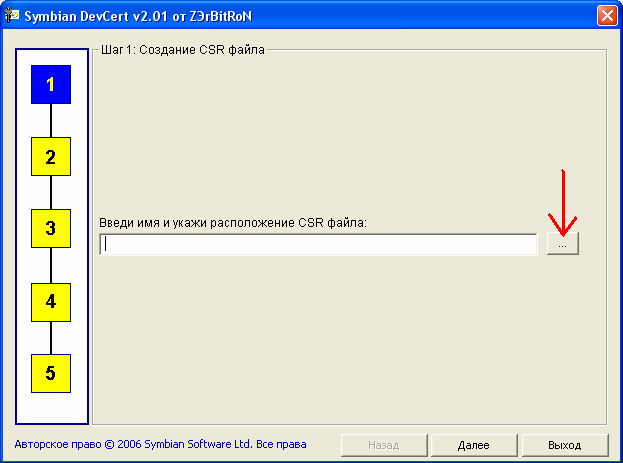 Symbian DevCert v2.01 от ZЭrBitRoN
Шаг 1: Создание CSR файла
1
2
3
4
5
Введи имя и укажи расположение CSR файла:
...
Авторское право © 2006 Symbian Software Ltd. Все права
Назад
Далее
Выход